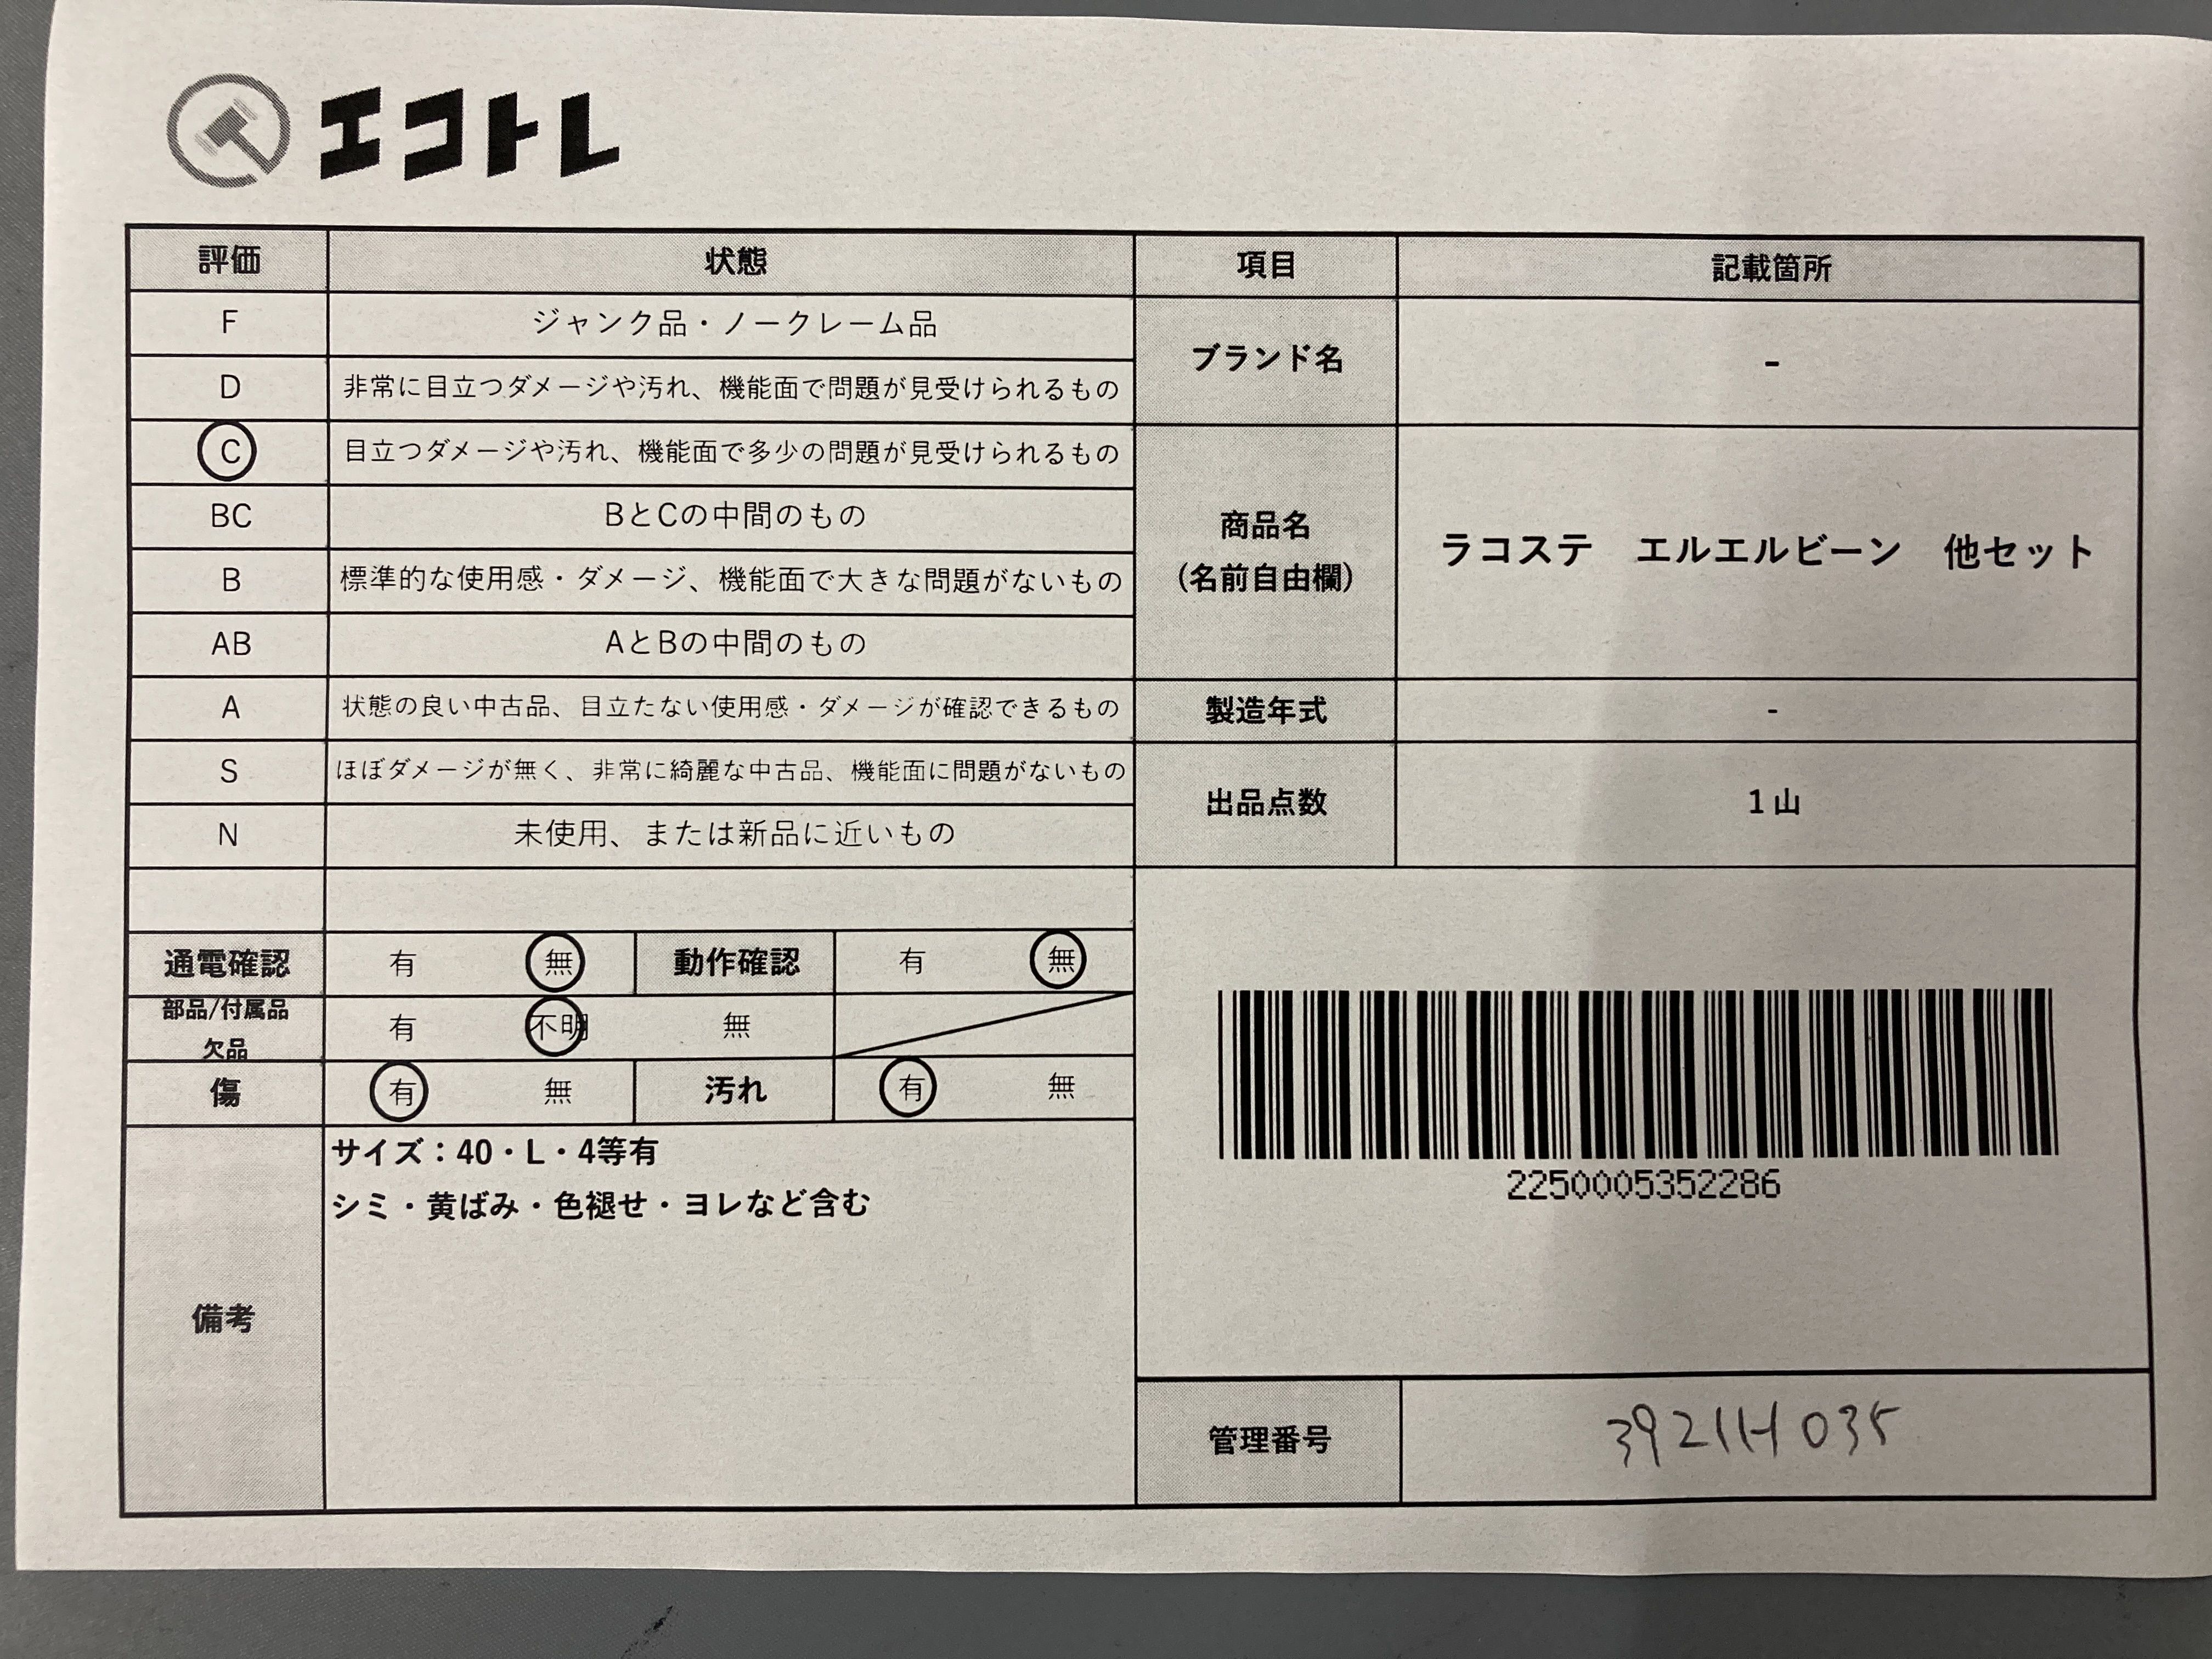 エコトレ
評価 状態 項目 記載箇所
F ジャンク品・ノークレーム品
D 非常に目立つダメージや汚れ、機能面で問題が見受けられるもの
ブランド名 -
C 目立つダメージや汚れ、機能面で多少の問題が見受けられるもの
BC BとCの中間のもの
B 標準的な使用感・ダメージ、機能面で大きな問題がないもの
AB AとBの中間のもの
商品名
(名前自由欄)
ラコステ エルエルビーン 他セット
A 状態の良い中古品、目立たない使用感・ダメージが確認できるもの
製造年式 -
S ほぼダメージが無く、非常に綺麗な中古品、機能面に問題がないもの
N 未使用、または新品に近いもの
出品点数 1山
通電確認 有 無 動作確認 有 無
部品/付属品
欠品
有 不明 無
傷 有 無 汚れ 有 無
2250005352286
備考
サイズ：40・L・4等有
シミ・黄ばみ・色褪せ・ヨレなど含む
管理番号 3921H035